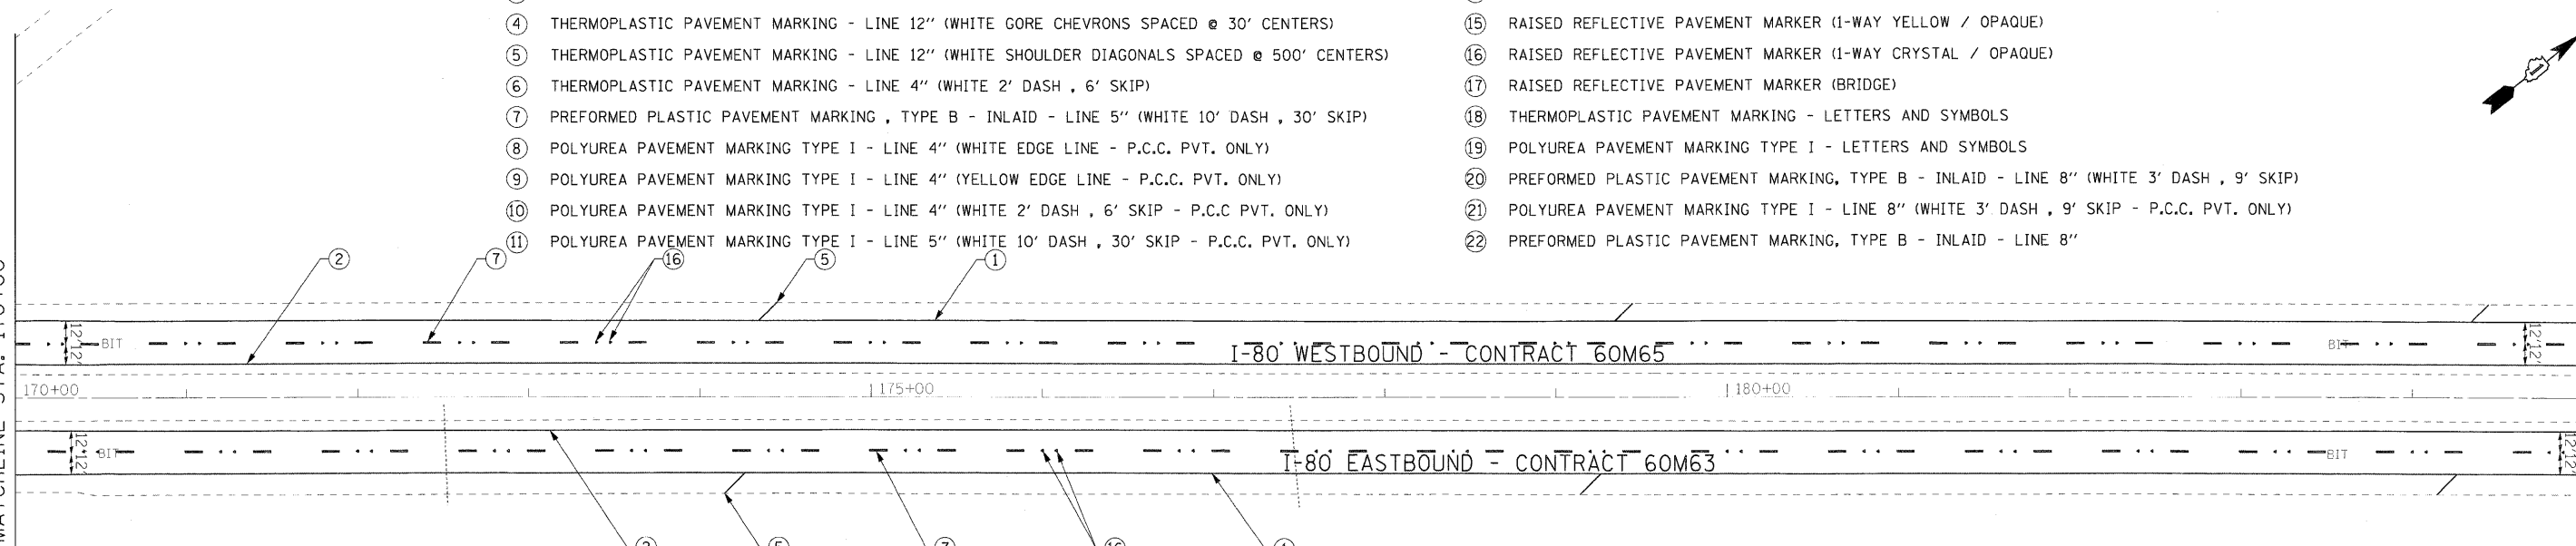 ④ THERMOPLASTIC PAVEMENT MARKING - LINE 12" (WHITE GORE CHEVRONS SPACED @ 30' CENTERS)
⑤ THERMOPLASTIC PAVEMENT MARKING - LINE 12" (WHITE SHOULDER DIAGONALS SPACED @ 500' CENTERS)
⑥ THERMOPLASTIC PAVEMENT MARKING - LINE 4" (WHITE 2' DASH , 6' SKIP)
⑦ PREFORMED PLASTIC PAVEMENT MARKING , TYPE B - INLAID - LINE 5" (WHITE 10' DASH , 30' SKIP)
⑧ POLYUREA PAVEMENT MARKING TYPE I - LINE 4" (WHITE EDGE LINE - P.C.C. PVT. ONLY)
⑨ POLYUREA PAVEMENT MARKING TYPE I - LINE 4" (YELLOW EDGE LINE - P.C.C. PVT. ONLY)
⑩ POLYUREA PAVEMENT MARKING TYPE I - LINE 4" (WHITE 2' DASH , 6' SKIP - P.C.C PVT. ONLY)
⑪ POLYUREA PAVEMENT MARKING TYPE I - LINE 5" (WHITE 10' DASH , 30' SKIP - P.C.C. PVT. ONLY)
⑮ RAISED REFLECTIVE PAVEMENT MARKER (1-WAY YELLOW / OPAQUE)
⑯ RAISED REFLECTIVE PAVEMENT MARKER (1-WAY CRYSTAL / OPAQUE)
⑰ RAISED REFLECTIVE PAVEMENT MARKER (BRIDGE)
⑱ THERMOPLASTIC PAVEMENT MARKING - LETTERS AND SYMBOLS
⑲ POLYUREA PAVEMENT MARKING TYPE I - LETTERS AND SYMBOLS
⑳ PREFORMED PLASTIC PAVEMENT MARKING, TYPE B - INLAID - LINE 8" (WHITE 3' DASH , 9' SKIP)
㉑ POLYUREA PAVEMENT MARKING TYPE I - LINE 8" (WHITE 3' DASH , 9' SKIP - P.C.C. PVT. ONLY)
㉒ PREFORMED PLASTIC PAVEMENT MARKING, TYPE B - INLAID - LINE 8"
② ⑦ ⑯ ⑤ ①
12' 12' BIT I-80 WESTBOUND - CONTRACT 60M65 BIT 12' 12'
170+00 1175+00 1180+00
12' 12' BIT I-80 EASTBOUND - CONTRACT 60M63 BIT 12' 12'
MATCHLINE STA.